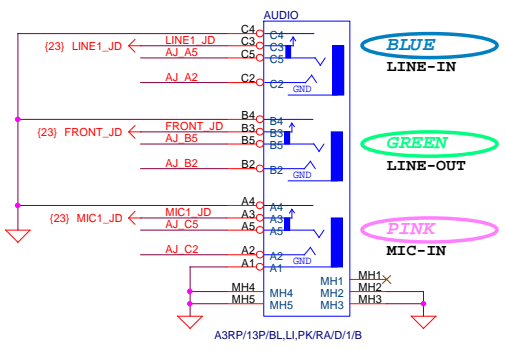 AUDIO
C4 C4
{23} LINE1_JD LINE1_JD C3 C3
AJ_A5 C5 C5
AJ_A2 C2 C2
GND
BLUE
LINE-IN
B4 B4
{23} FRONT_JD FRONT_JD B3 B3
AJ_B5 B5 B5
AJ_B2 B2 B2
GND
GREEN
LINE-OUT
A4 A4
{23} MIC1_JD MIC1_JD A3 A3
AJ_C5 A5 A5
AJ_C2 A2 A2
GND
A1 A1
PINK
MIC-IN
MH1 MH1
MH4 MH4 MH2 MH2
MH5 MH5 MH3 MH3
A3RP/13P/BL,LI,PK/RA/D/1/B